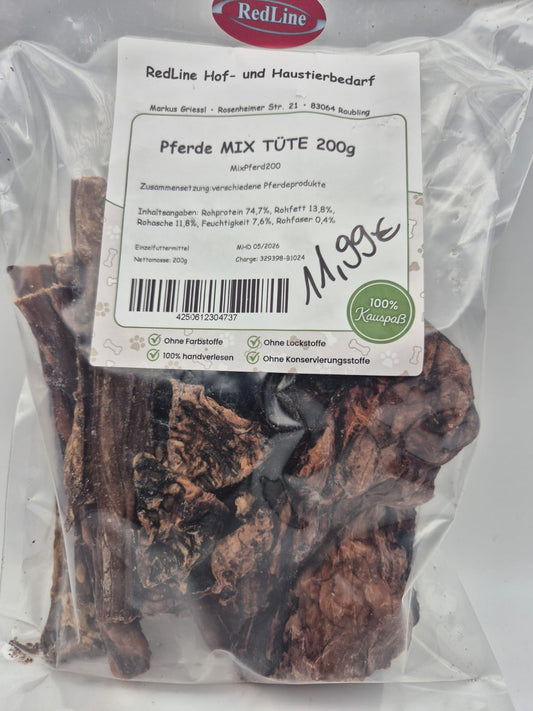 RedLine
RedLine Hof- und Haustierbedarf
Markus Griessl • Rosenheimer Str. 21 • 83064 Raubling
Pferde MIX TÜTE 200g
MixPferd200
Zusammensetzung:verschiedene Pferdeprodukte
Inhaltsangaben: Rohprotein 74,7%, Rohfett 13,8%,
Rohasche 11,8%, Feuchtigkeit 7,6%, Rohfaser 0,4%
Einzelfuttermittel MHD 05/2026
Nettomasse: 200g Charge: 329398-B1024
11,99€
4250612304737
100%
Kauspaß
Ohne Farbstoffe Ohne Lockstoffe
100% handverlesen Ohne Konservierungsstoffe
RedLine